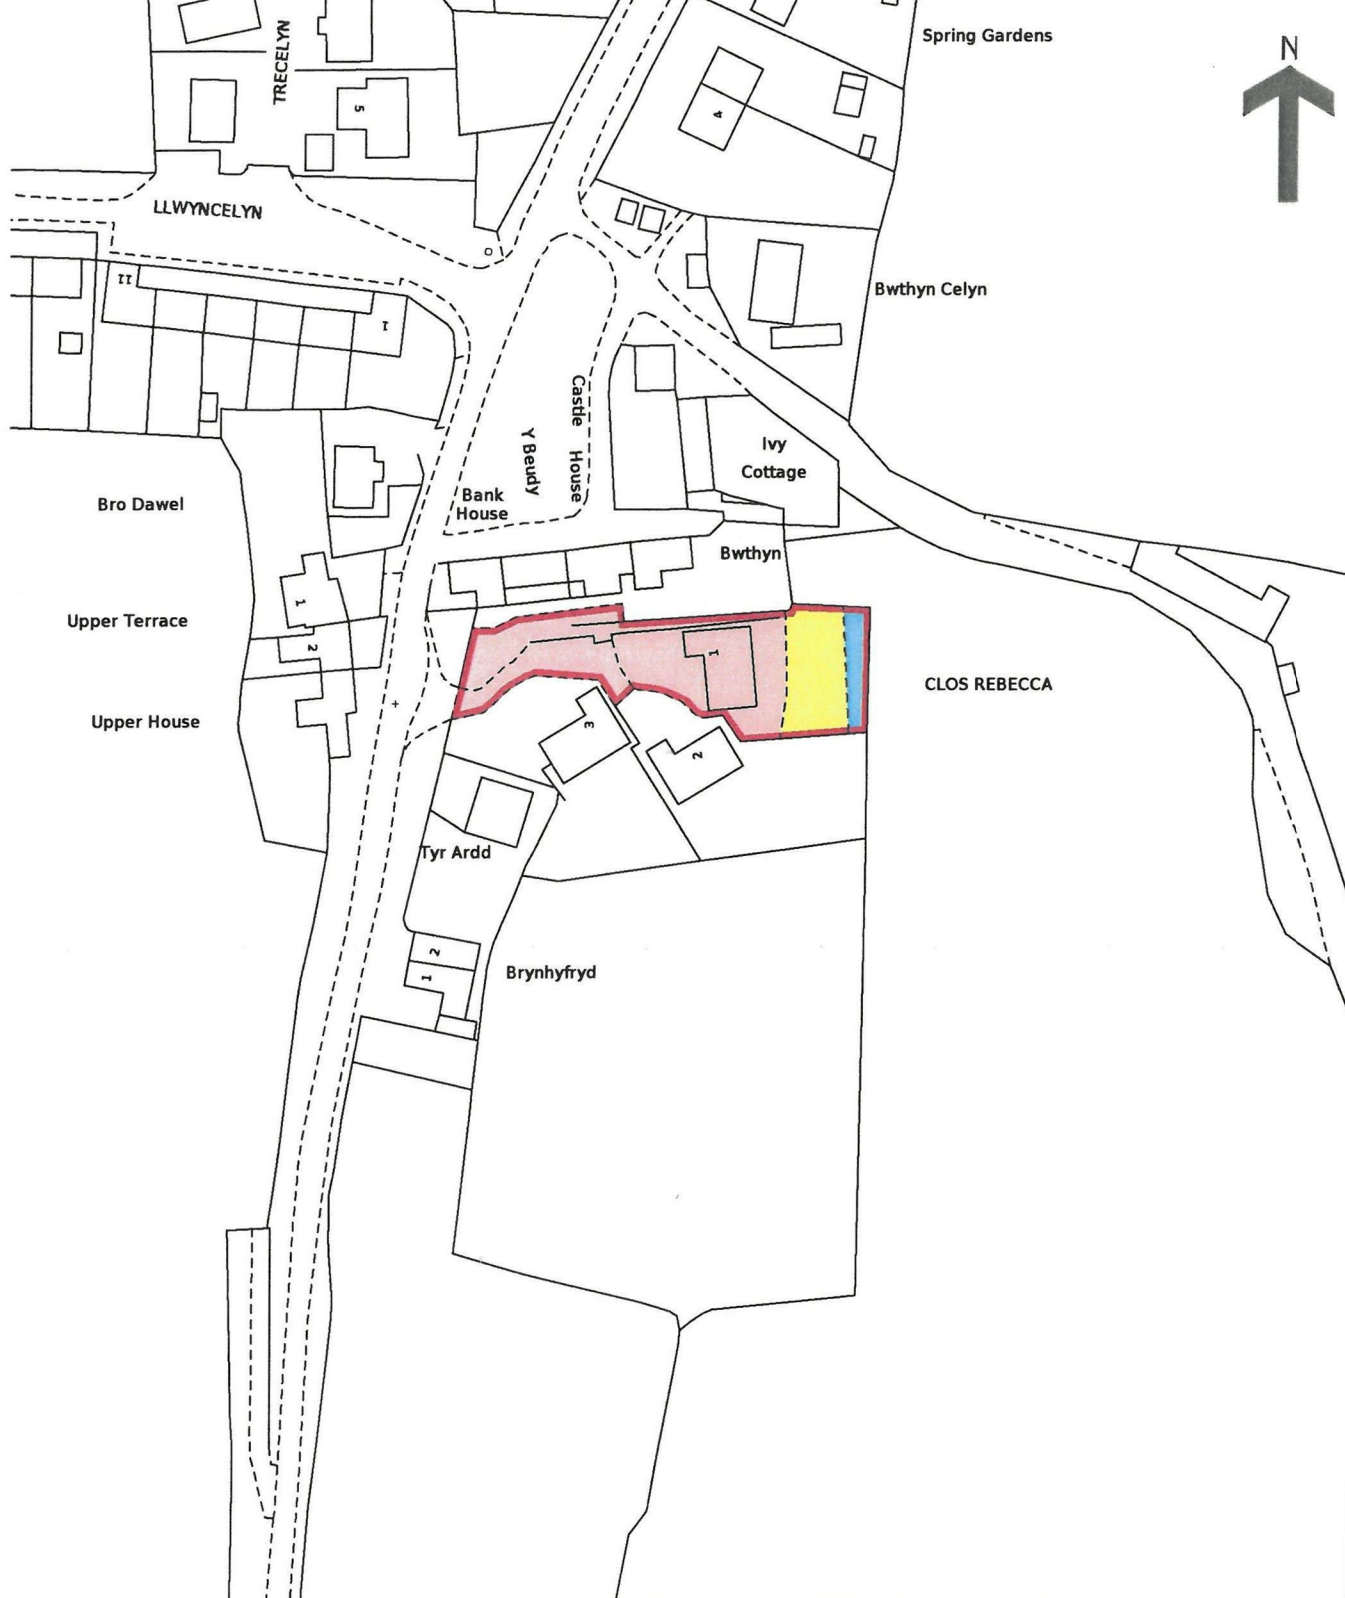 Spring Gardens
N
TRECELYN
5
4
LLWYNCELYN
11
1
Bwthyn Celyn
Castle House
Y Beudy
Ivy
Cottage
Bro Dawel
Bank
House
Bwthyn
1
Upper Terrace
2
1
CLOS REBECCA
Upper House
3
2
Tyr Ardd
2
1
Brynhyfryd